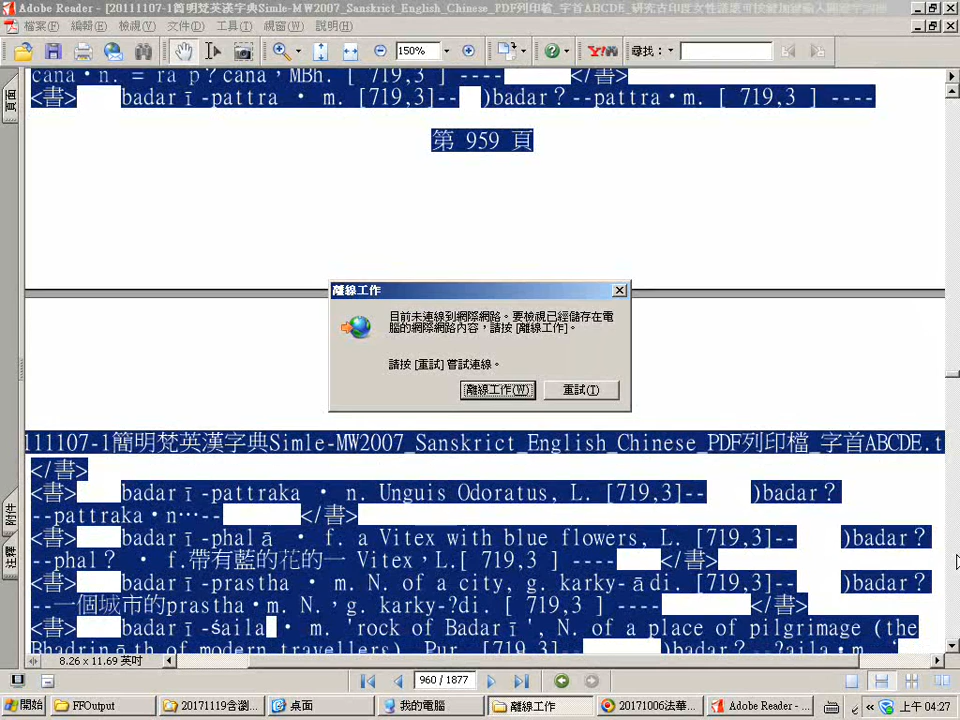 Adobe Reader - [20111107-1簡明梵英漢字典Simle-MW2007_Sanskrict_English_Chinese_PDF列印檔_字首ABCDE_研究古印度女性
檔案(F) 編輯(E) 檢視(V) 文件(D) 工具(T) 視窗(W) 說明(H)
150% Y! 尋找：
頁面
cana‧n. = ra p？cana，MBh. [ 719,3 ] ---- </書>
<書> badarī-pattra ‧ m. [719,3]-- )badar？--pattra‧m. [ 719,3 ] ----
第 959 頁
離線工作
目前未連線到網際網路。要檢視已經儲存在電
腦的網際網路內容，請按 [離線工作]。
請按 [重試] 嘗試連線。
離線工作(W) 重試(T)
111107-1簡明梵英漢字典Simle-MW2007_Sanskrict_English_Chinese_PDF列印檔_字首ABCDE.t
</書>
<書> badarī-pattraka ‧ n. Unguis Odoratus, L. [719,3]-- )badar？
--pattraka‧n…-- </書>
<書> badarī-phalā ‧ f. a Vitex with blue flowers, L. [719,3]-- )badar？
--phal？ ‧ f.帶有藍的花的一 Vitex，L.[ 719,3 ] ---- </書>
<書> badarī-prastha ‧ m. N. of a city, g. karky-ādi. [719,3]-- )badar？
--一個城市的prastha‧m. N.，g. karky-?di. [ 719,3 ] ---- </書>
<書> badarī-śaila ‧ m. 'rock of Badarī', N. of a place of pilgrimage (the
Bhadrināth of modern travellers), Pur. [719,3]-- )badar？--?aila‧m.
附件
注釋
8.26 x 11.69 英吋
960 / 1877
開始 FFOutput 20171119含瀏... 桌面 我的電腦 離線工作 20171006法華... Adobe Reader - ... 上午 04:27